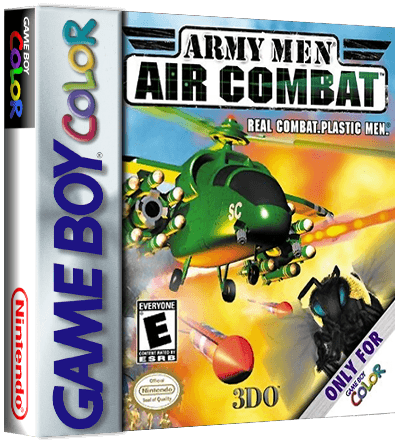 GAME BOY COLOR
Nintendo
GAME BOY COLOR
ARMY MEN
AIR COMBAT™
REAL COMBAT. PLASTIC MEN.
SC
EVERYONE
E
CONTENT RATED BY
ESRB
Official
Nintendo
Seal of Quality
3DO
ONLY FOR
GAME BOY
COLOR